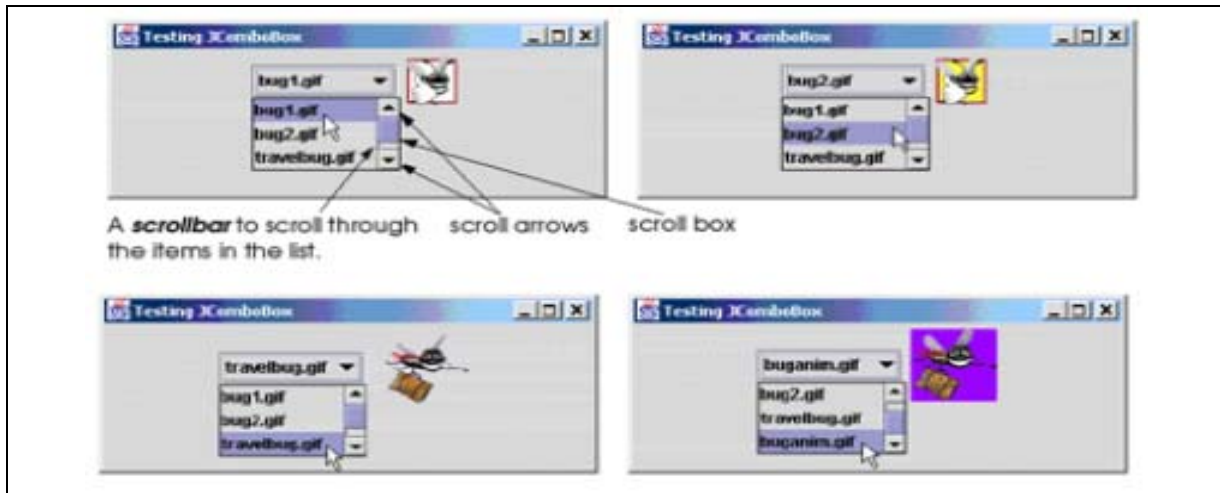 Testing JComboBox
Testing JComboBox
bug1.gif
bug1.gif
bug2.gif
travelbug.gif
bug2.gif
bug1.gif
bug2.gif
travelbug.gif
A scrollbar to scroll through
the items in the list.
scroll arrows
scroll box
Testing JComboBox
Testing JComboBox
travelbug.gif
bug1.gif
bug2.gif
travelbug.gif
buganim.gif
bug2.gif
travelbug.gif
buganim.gif